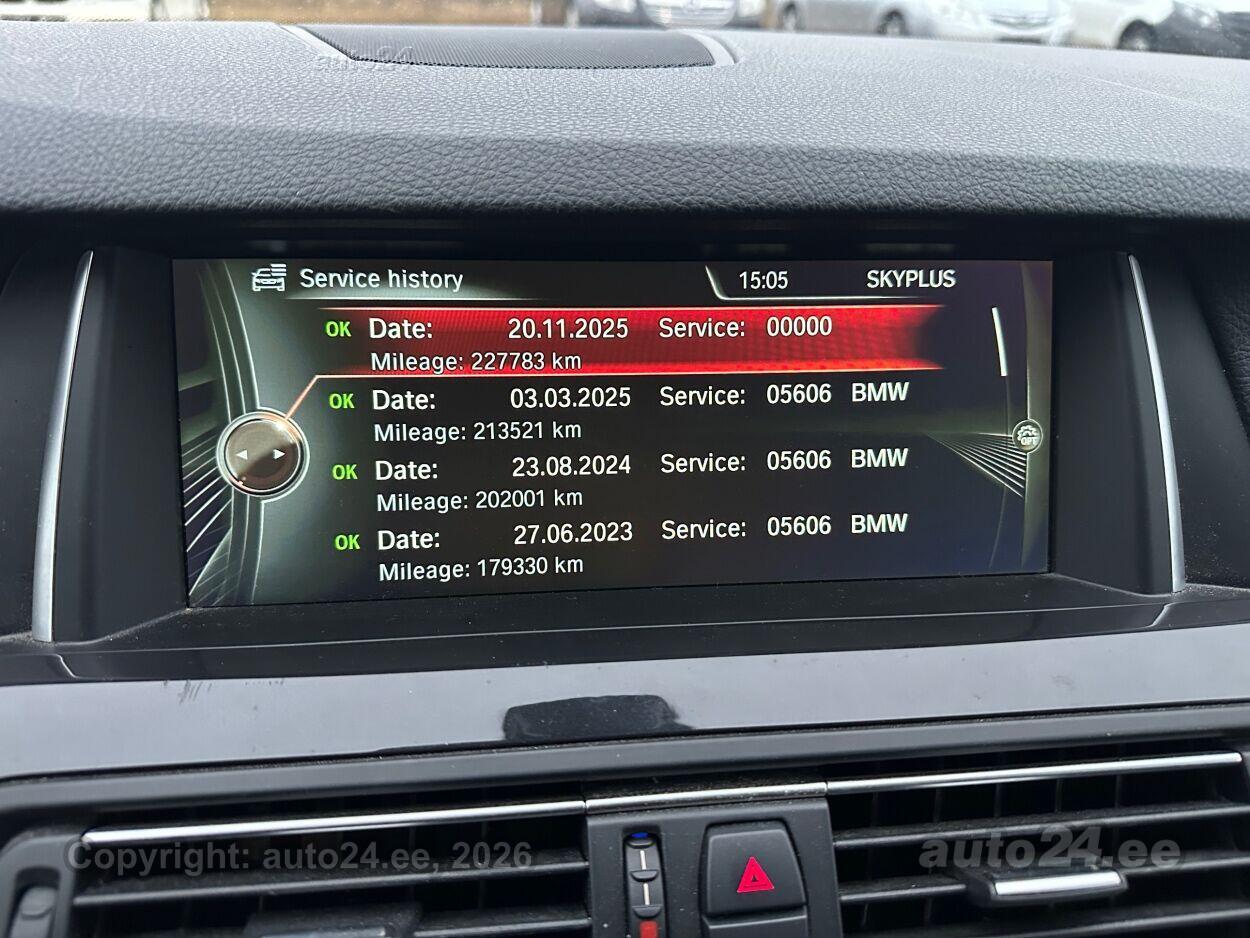 auto24
Service history 15:05 SKYPLUS
OK Date: 20.11.2025 Service: 00000
Mileage: 227783 km
OK Date: 03.03.2025 Service: 05606 BMW
Mileage: 213521 km
OPT
OK Date: 23.08.2024 Service: 05606 BMW
Mileage: 202001 km
OK Date: 27.06.2023 Service: 05606 BMW
Mileage: 179330 km
Copyright: auto24.ee, 2026
auto24.ee